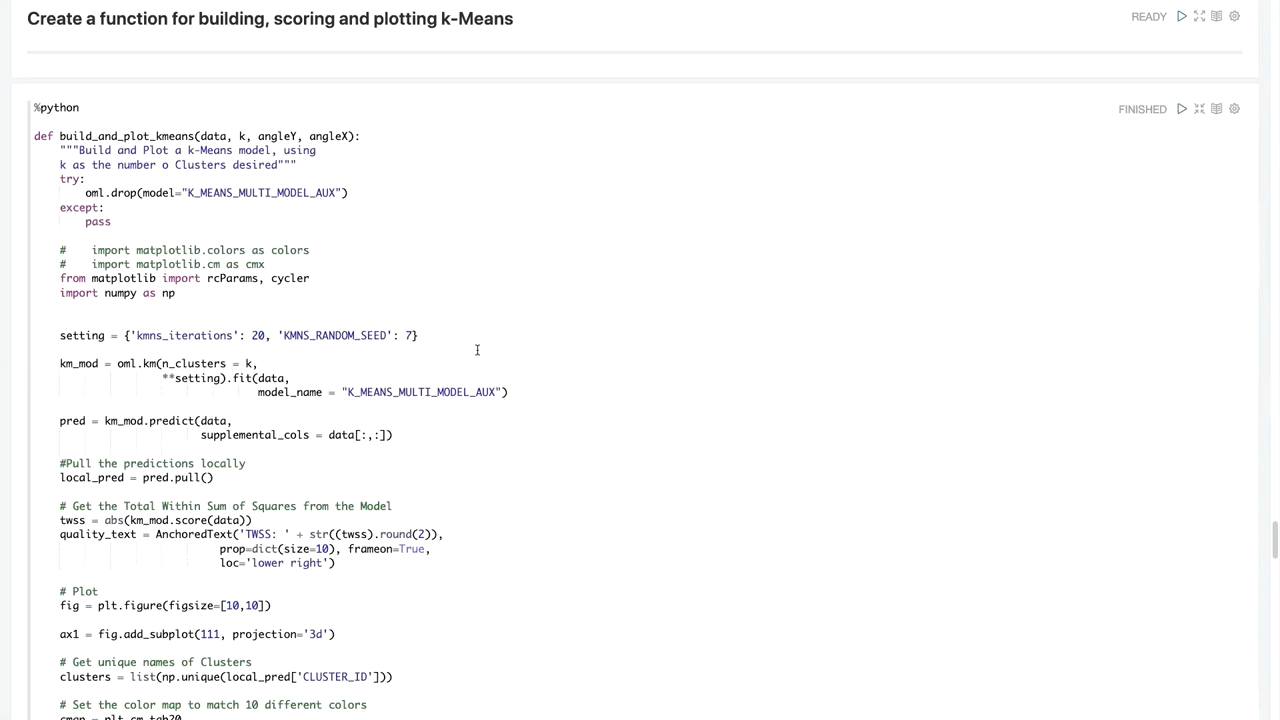 Create a function for building, scoring and plotting k-Means
READY
%python
FINISHED
def build_and_plot_kmeans(data, k, angleY, angleX):
    """Build and Plot a k-Means model, using
    k as the number o Clusters desired"""
    try:
        oml.drop(model="K_MEANS_MULTI_MODEL_AUX")
    except:
        pass
    #    import matplotlib.colors as colors
    #    import matplotlib.cm as cmx
    from matplotlib import rcParams, cycler
    import numpy as np
    setting = {'kmns_iterations': 20, 'KMNS_RANDOM_SEED': 7}
    km_mod = oml.km(n_clusters = k,
                    **setting).fit(data,
                                   model_name = "K_MEANS_MULTI_MODEL_AUX")
    pred = km_mod.predict(data,
                          supplemental_cols = data[:,:])
    #Pull the predictions locally
    local_pred = pred.pull()
    # Get the Total Within Sum of Squares from the Model
    twss = abs(km_mod.score(data))
    quality_text = AnchoredText('TWSS: ' + str((twss).round(2)),
                             prop=dict(size=10), frameon=True,
                             loc='lower right')
    # Plot
    fig = plt.figure(figsize=[10,10])
    ax1 = fig.add_subplot(111, projection='3d')
    # Get unique names of Clusters
    clusters = list(np.unique(local_pred['CLUSTER_ID']))
    # Set the color map to match 10 different colors
    cmap = plt.cm.tab20